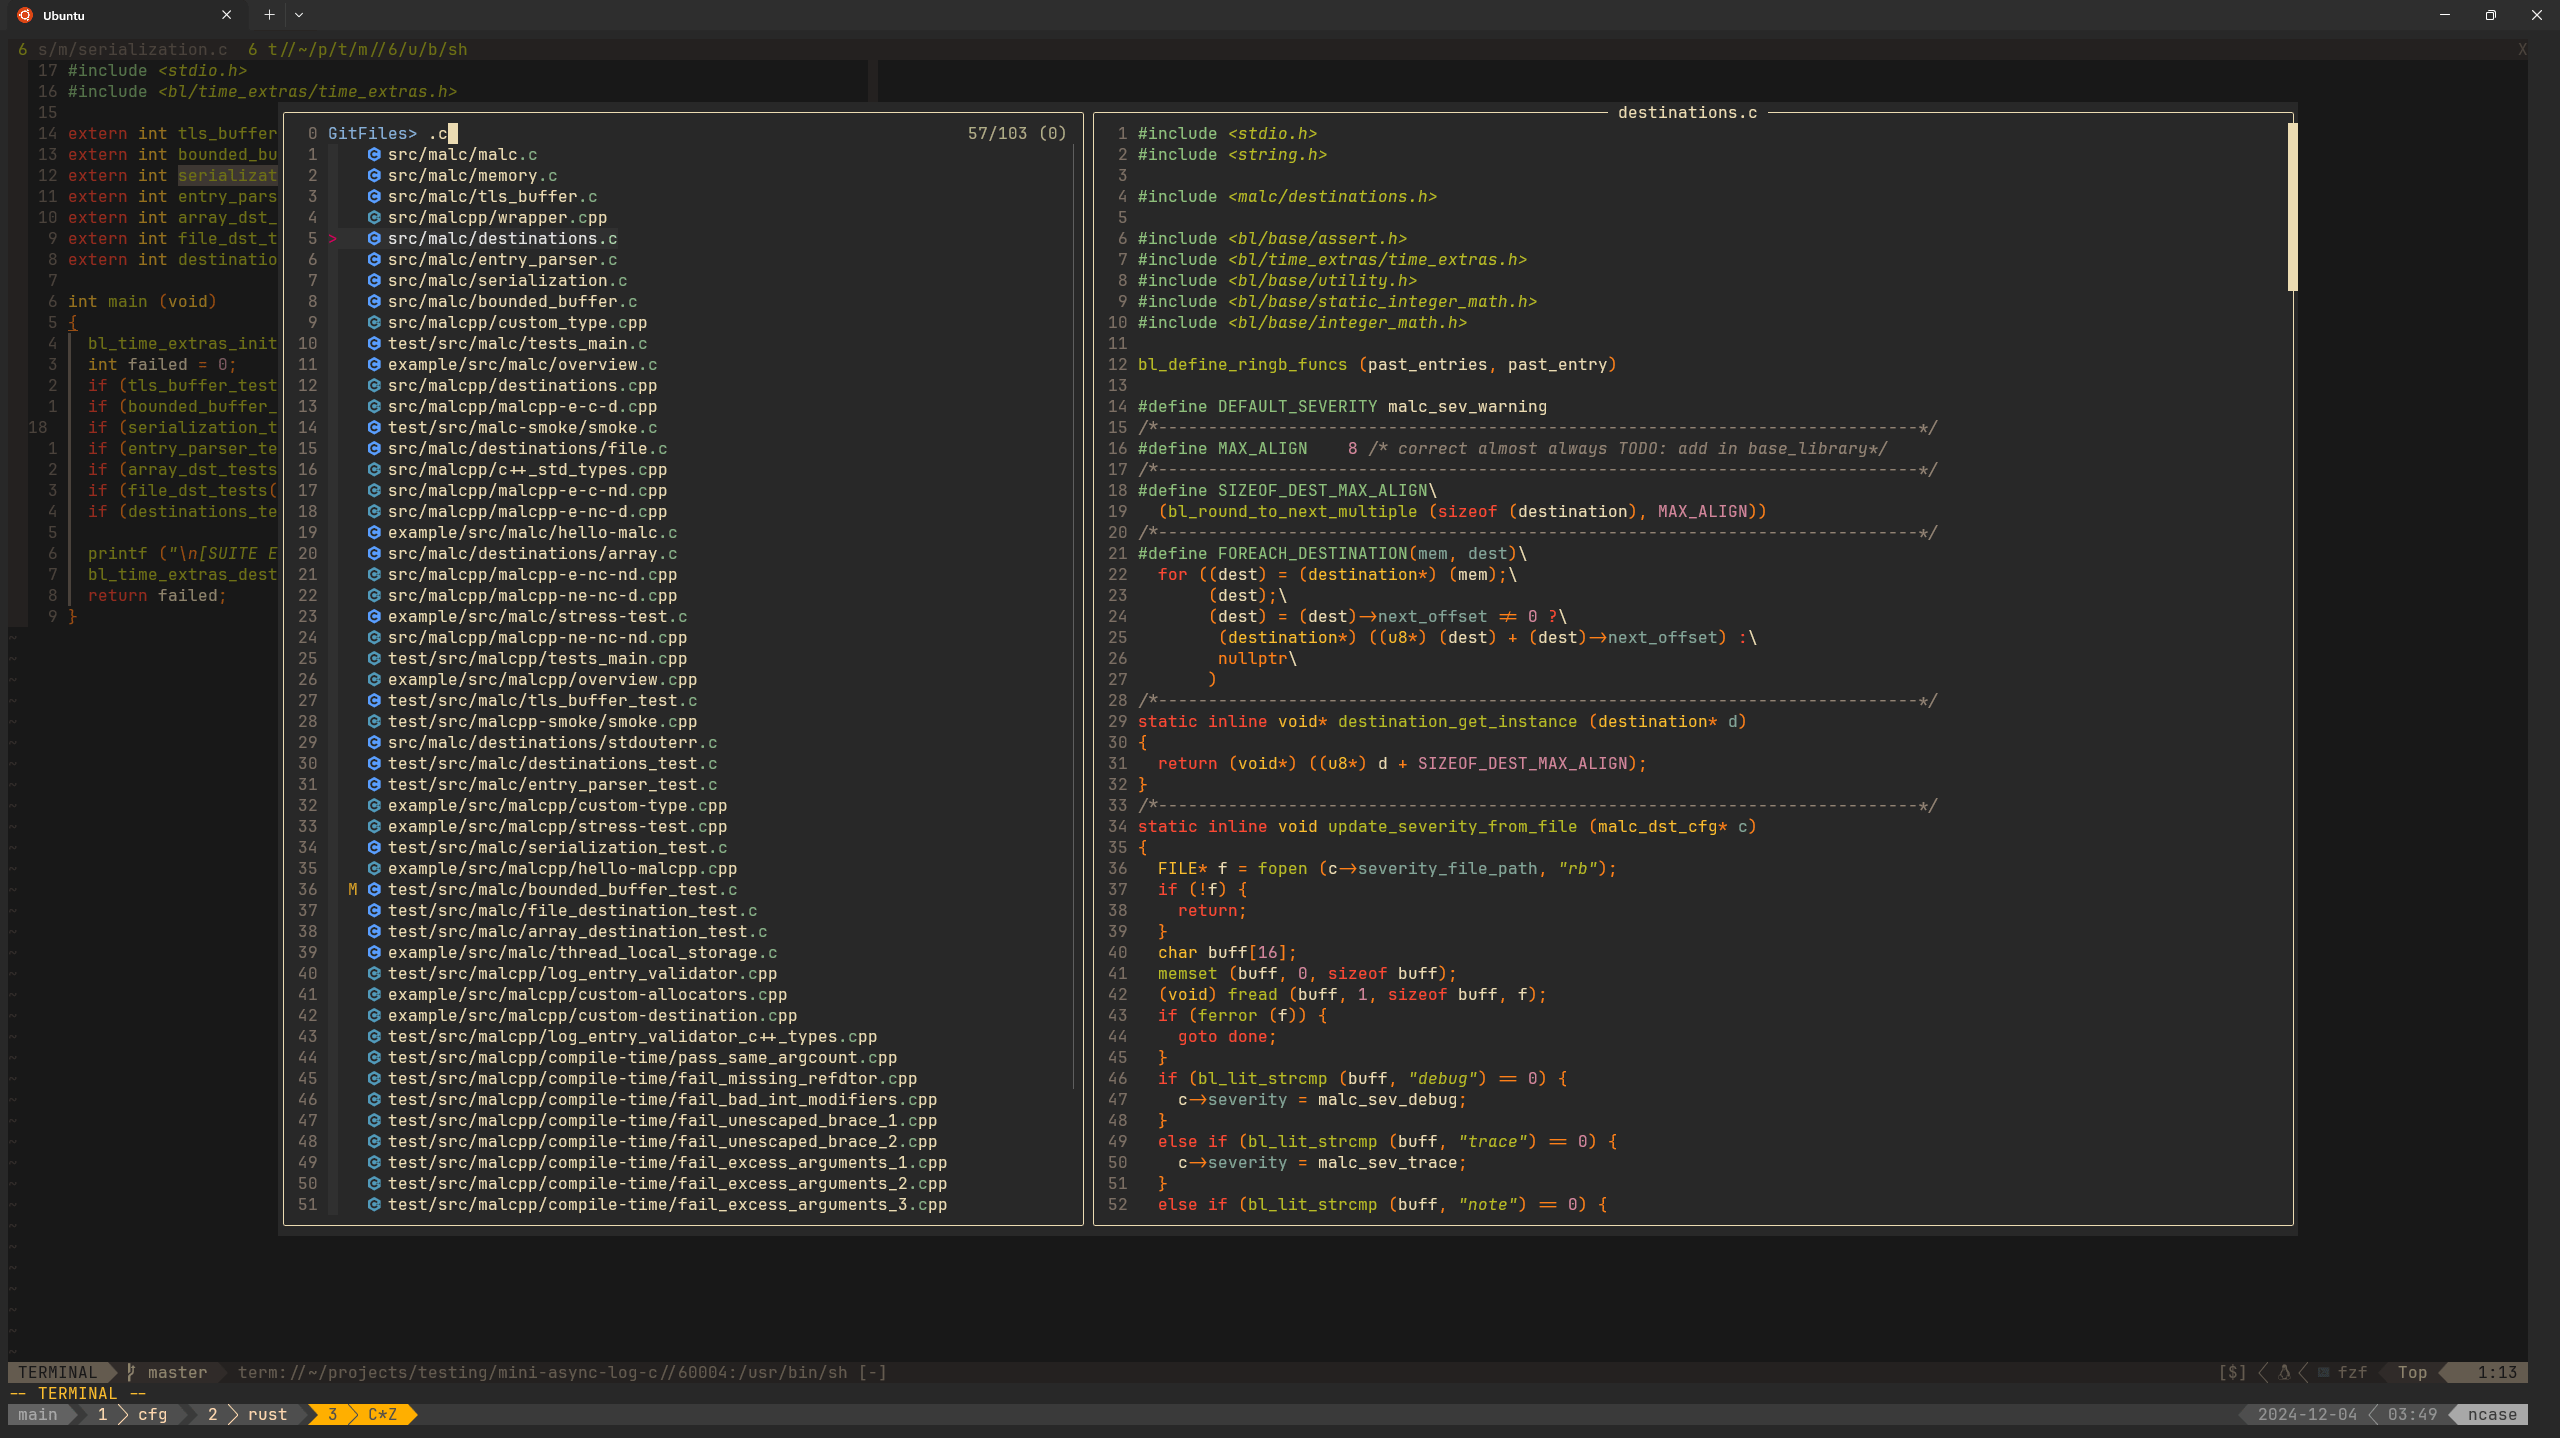 Ubuntu
6 s/m/serialization.c  6 t//~/p/t/m//6/u/b/sh X
17 #include <stdio.h>
16 #include <bl/time_extras/time_extras.h>
15
14 extern int tls_buffer
13 extern int bounded_bu
12 extern int serializat
11 extern int entry_pars
10 extern int array_dst_
9 extern int file_dst_t
8 extern int destinatio
7
6 int main (void)
5 {
4   bl_time_extras_init
3   int failed = 0;
2   if (tls_buffer_test
1   if (bounded_buffer_
18   if (serialization_t
1   if (entry_parser_te
2   if (array_dst_tests
3   if (file_dst_tests(
4   if (destinations_te
5
6   printf ("\n[SUITE E
7   bl_time_extras_dest
8   return failed;
9 }
0 GitFiles> .c 57/103 (0)
1 src/malc/malc.c
2 src/malc/memory.c
3 src/malc/tls_buffer.c
4 src/malcpp/wrapper.cpp
5 > src/malc/destinations.c
6 src/malc/entry_parser.c
7 src/malc/serialization.c
8 src/malc/bounded_buffer.c
9 src/malcpp/custom_type.cpp
10 test/src/malc/tests_main.c
11 example/src/malc/overview.c
12 src/malcpp/destinations.cpp
13 src/malcpp/malcpp-e-c-d.cpp
14 test/src/malc-smoke/smoke.c
15 src/malc/destinations/file.c
16 src/malcpp/c++_std_types.cpp
17 src/malcpp/malcpp-e-c-nd.cpp
18 src/malcpp/malcpp-e-nc-d.cpp
19 example/src/malc/hello-malc.c
20 src/malc/destinations/array.c
21 src/malcpp/malcpp-e-nc-nd.cpp
22 src/malcpp/malcpp-ne-nc-d.cpp
23 example/src/malc/stress-test.c
24 src/malcpp/malcpp-ne-nc-nd.cpp
25 test/src/malcpp/tests_main.cpp
26 example/src/malcpp/overview.cpp
27 test/src/malc/tls_buffer_test.c
28 test/src/malcpp-smoke/smoke.cpp
29 src/malc/destinations/stdouterr.c
30 test/src/malc/destinations_test.c
31 test/src/malc/entry_parser_test.c
32 example/src/malcpp/custom-type.cpp
33 example/src/malcpp/stress-test.cpp
34 test/src/malc/serialization_test.c
35 example/src/malcpp/hello-malcpp.cpp
36 M test/src/malc/bounded_buffer_test.c
37 test/src/malc/file_destination_test.c
38 test/src/malc/array_destination_test.c
39 example/src/malc/thread_local_storage.c
40 test/src/malcpp/log_entry_validator.cpp
41 example/src/malcpp/custom-allocators.cpp
42 example/src/malcpp/custom-destination.cpp
43 test/src/malcpp/log_entry_validator_c++_types.cpp
44 test/src/malcpp/compile-time/pass_same_argcount.cpp
45 test/src/malcpp/compile-time/fail_missing_refdtor.cpp
46 test/src/malcpp/compile-time/fail_bad_int_modifiers.cpp
47 test/src/malcpp/compile-time/fail_unescaped_brace_1.cpp
48 test/src/malcpp/compile-time/fail_unescaped_brace_2.cpp
49 test/src/malcpp/compile-time/fail_excess_arguments_1.cpp
50 test/src/malcpp/compile-time/fail_excess_arguments_2.cpp
51 test/src/malcpp/compile-time/fail_excess_arguments_3.cpp
destinations.c
1 #include <stdio.h>
2 #include <string.h>
3
4 #include <malc/destinations.h>
5
6 #include <bl/base/assert.h>
7 #include <bl/time_extras/time_extras.h>
8 #include <bl/base/utility.h>
9 #include <bl/base/static_integer_math.h>
10 #include <bl/base/integer_math.h>
11
12 bl_define_ringb_funcs (past_entries, past_entry)
13
14 #define DEFAULT_SEVERITY malc_sev_warning
15 /*----------------------------------------------------------------------------*/
16 #define MAX_ALIGN    8 /* correct almost always TODO: add in base_library*/
17 /*----------------------------------------------------------------------------*/
18 #define SIZEOF_DEST_MAX_ALIGN\
19   (bl_round_to_next_multiple (sizeof (destination), MAX_ALIGN))
20 /*----------------------------------------------------------------------------*/
21 #define FOREACH_DESTINATION(mem, dest)\
22   for ((dest) = (destination*) (mem);\
23        (dest);\
24        (dest) = (dest)->next_offset != 0 ?\
25         (destination*) ((u8*) (dest) + (dest)->next_offset) :\
26         nullptr\
27        )
28 /*----------------------------------------------------------------------------*/
29 static inline void* destination_get_instance (destination* d)
30 {
31   return (void*) ((u8*) d + SIZEOF_DEST_MAX_ALIGN);
32 }
33 /*----------------------------------------------------------------------------*/
34 static inline void update_severity_from_file (malc_dst_cfg* c)
35 {
36   FILE* f = fopen (c->severity_file_path, "rb");
37   if (!f) {
38     return;
39   }
40   char buff[16];
41   memset (buff, 0, sizeof buff);
42   (void) fread (buff, 1, sizeof buff, f);
43   if (ferror (f)) {
44     goto done;
45   }
46   if (bl_lit_strcmp (buff, "debug") == 0) {
47     c->severity = malc_sev_debug;
48   }
49   else if (bl_lit_strcmp (buff, "trace") == 0) {
50     c->severity = malc_sev_trace;
51   }
52   else if (bl_lit_strcmp (buff, "note") == 0) {
TERMINAL master term://~/projects/testing/mini-async-log-c//60004:/usr/bin/sh [-] [$] fzf Top 1:13
-- TERMINAL --
main 1 cfg 2 rust 3 C*Z 2024-12-04 03:49 ncase